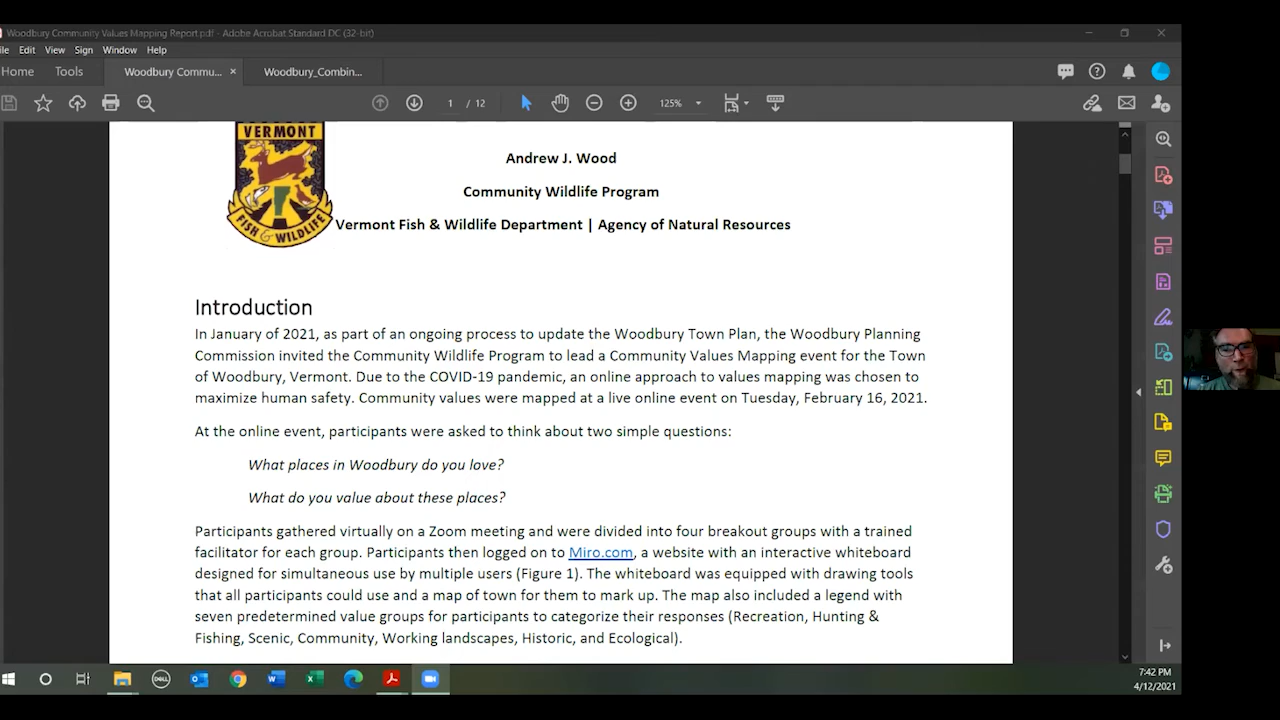 Woodbury Community Values Mapping Report.pdf - Adobe Acrobat Standard DC (32-bit)
File Edit View Sign Window Help
Home Tools Woodbury Commu... × Woodbury_Combin...
1 / 12 125%
VERMONT
FISH & WILDLIFE
Andrew J. Wood
Community Wildlife Program
Vermont Fish & Wildlife Department | Agency of Natural Resources
Introduction
In January of 2021, as part of an ongoing process to update the Woodbury Town Plan, the Woodbury Planning
Commission invited the Community Wildlife Program to lead a Community Values Mapping event for the Town
of Woodbury, Vermont. Due to the COVID-19 pandemic, an online approach to values mapping was chosen to
maximize human safety. Community values were mapped at a live online event on Tuesday, February 16, 2021.
At the online event, participants were asked to think about two simple questions:
What places in Woodbury do you love?
What do you value about these places?
Participants gathered virtually on a Zoom meeting and were divided into four breakout groups with a trained
facilitator for each group. Participants then logged on to Miro.com, a website with an interactive whiteboard
designed for simultaneous use by multiple users (Figure 1). The whiteboard was equipped with drawing tools
that all participants could use and a map of town for them to mark up. The map also included a legend with
seven predetermined value groups for participants to categorize their responses (Recreation, Hunting &
Fishing, Scenic, Community, Working landscapes, Historic, and Ecological).
DELL
7:42 PM
4/12/2021